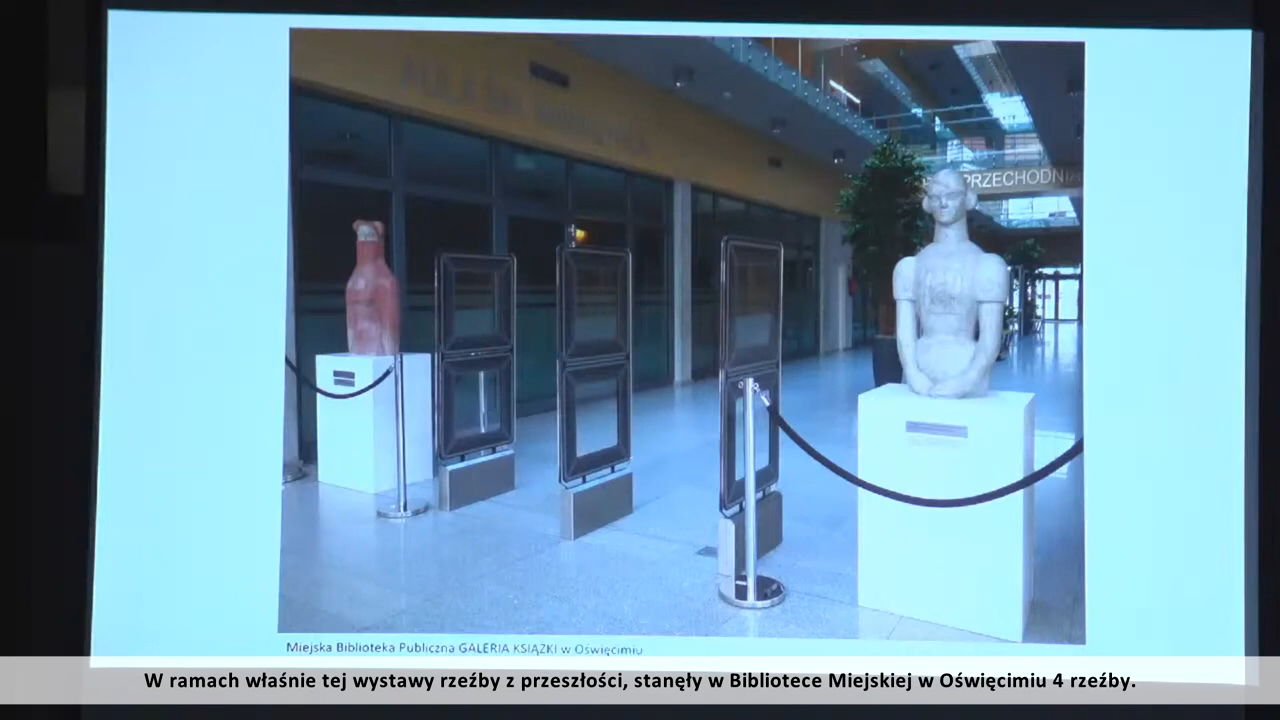 PRZECHODNIA
Miejska Biblioteka Publiczna GALERIA KSIĄŻKI w Oświęcimiu
W ramach właśnie tej wystawy rzeźby z przeszłości, stanęły w Bibliotece Miejskiej w Oświęcimiu 4 rzeźby.